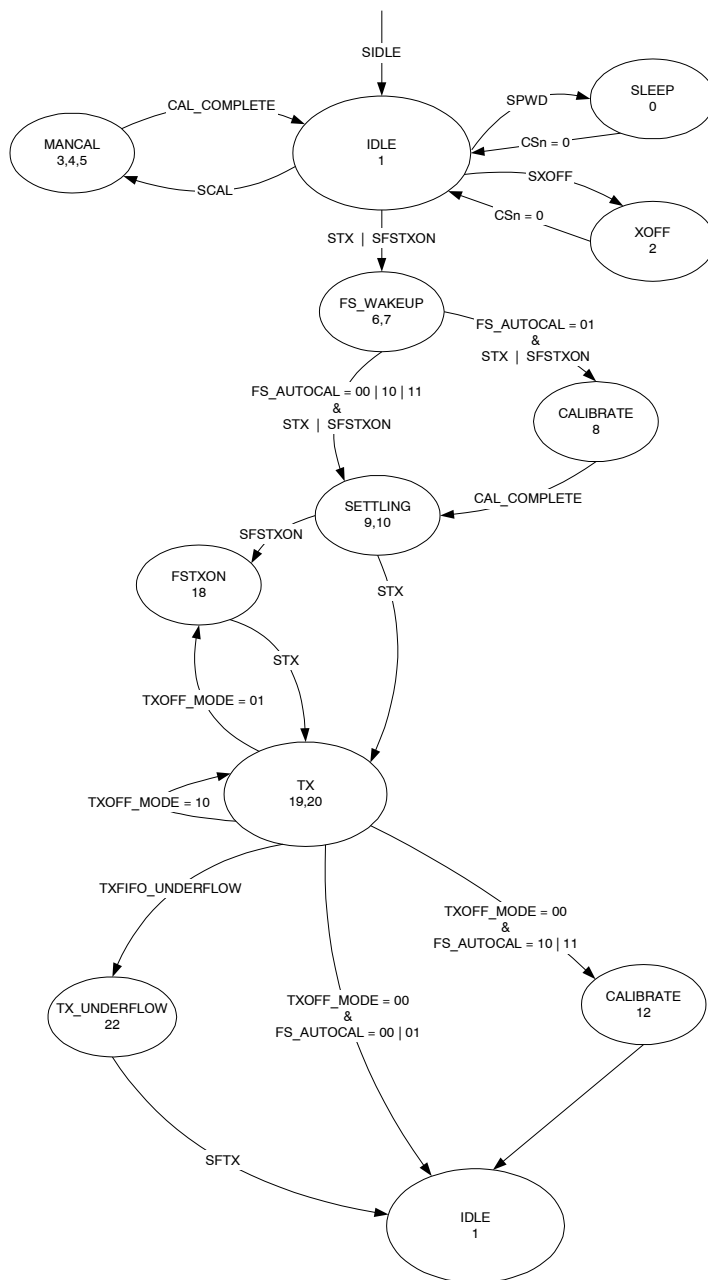 SIDLE
SLEEP
0
SPWD
CAL_COMPLETE
MANCAL
3,4,5
IDLE
1
CSn = 0
SXOFF
SCAL
CSn = 0
XOFF
2
STX | SFSTXON
FS_WAKEUP
6,7
FS_AUTOCAL = 01
&
STX | SFSTXON
FS_AUTOCAL = 00 | 10 | 11
&
STX | SFSTXON
CALIBRATE
8
CAL_COMPLETE
SETTLING
9,10
SFSTXON
FSTXON
18
STX
STX
TXOFF_MODE = 01
TX
19,20
TXOFF_MODE = 10
TXFIFO_UNDERFLOW
TXOFF_MODE = 00
&
FS_AUTOCAL = 10 | 11
TX_UNDERFLOW
22
TXOFF_MODE = 00
&
FS_AUTOCAL = 00 | 01
CALIBRATE
12
SFTX
IDLE
1